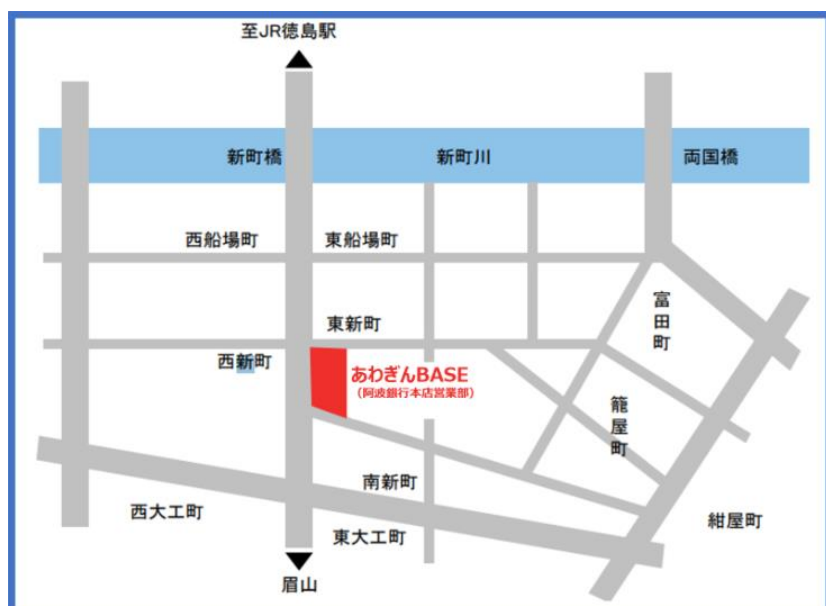 至JR徳島駅
新町橋
新町川
両国橋
西船場町
東船場町
富田町
東新町
西新町
あわぎんBASE
（阿波銀行本店営業部）
籠屋町
南新町
西大工町
東大工町
紺屋町
眉山